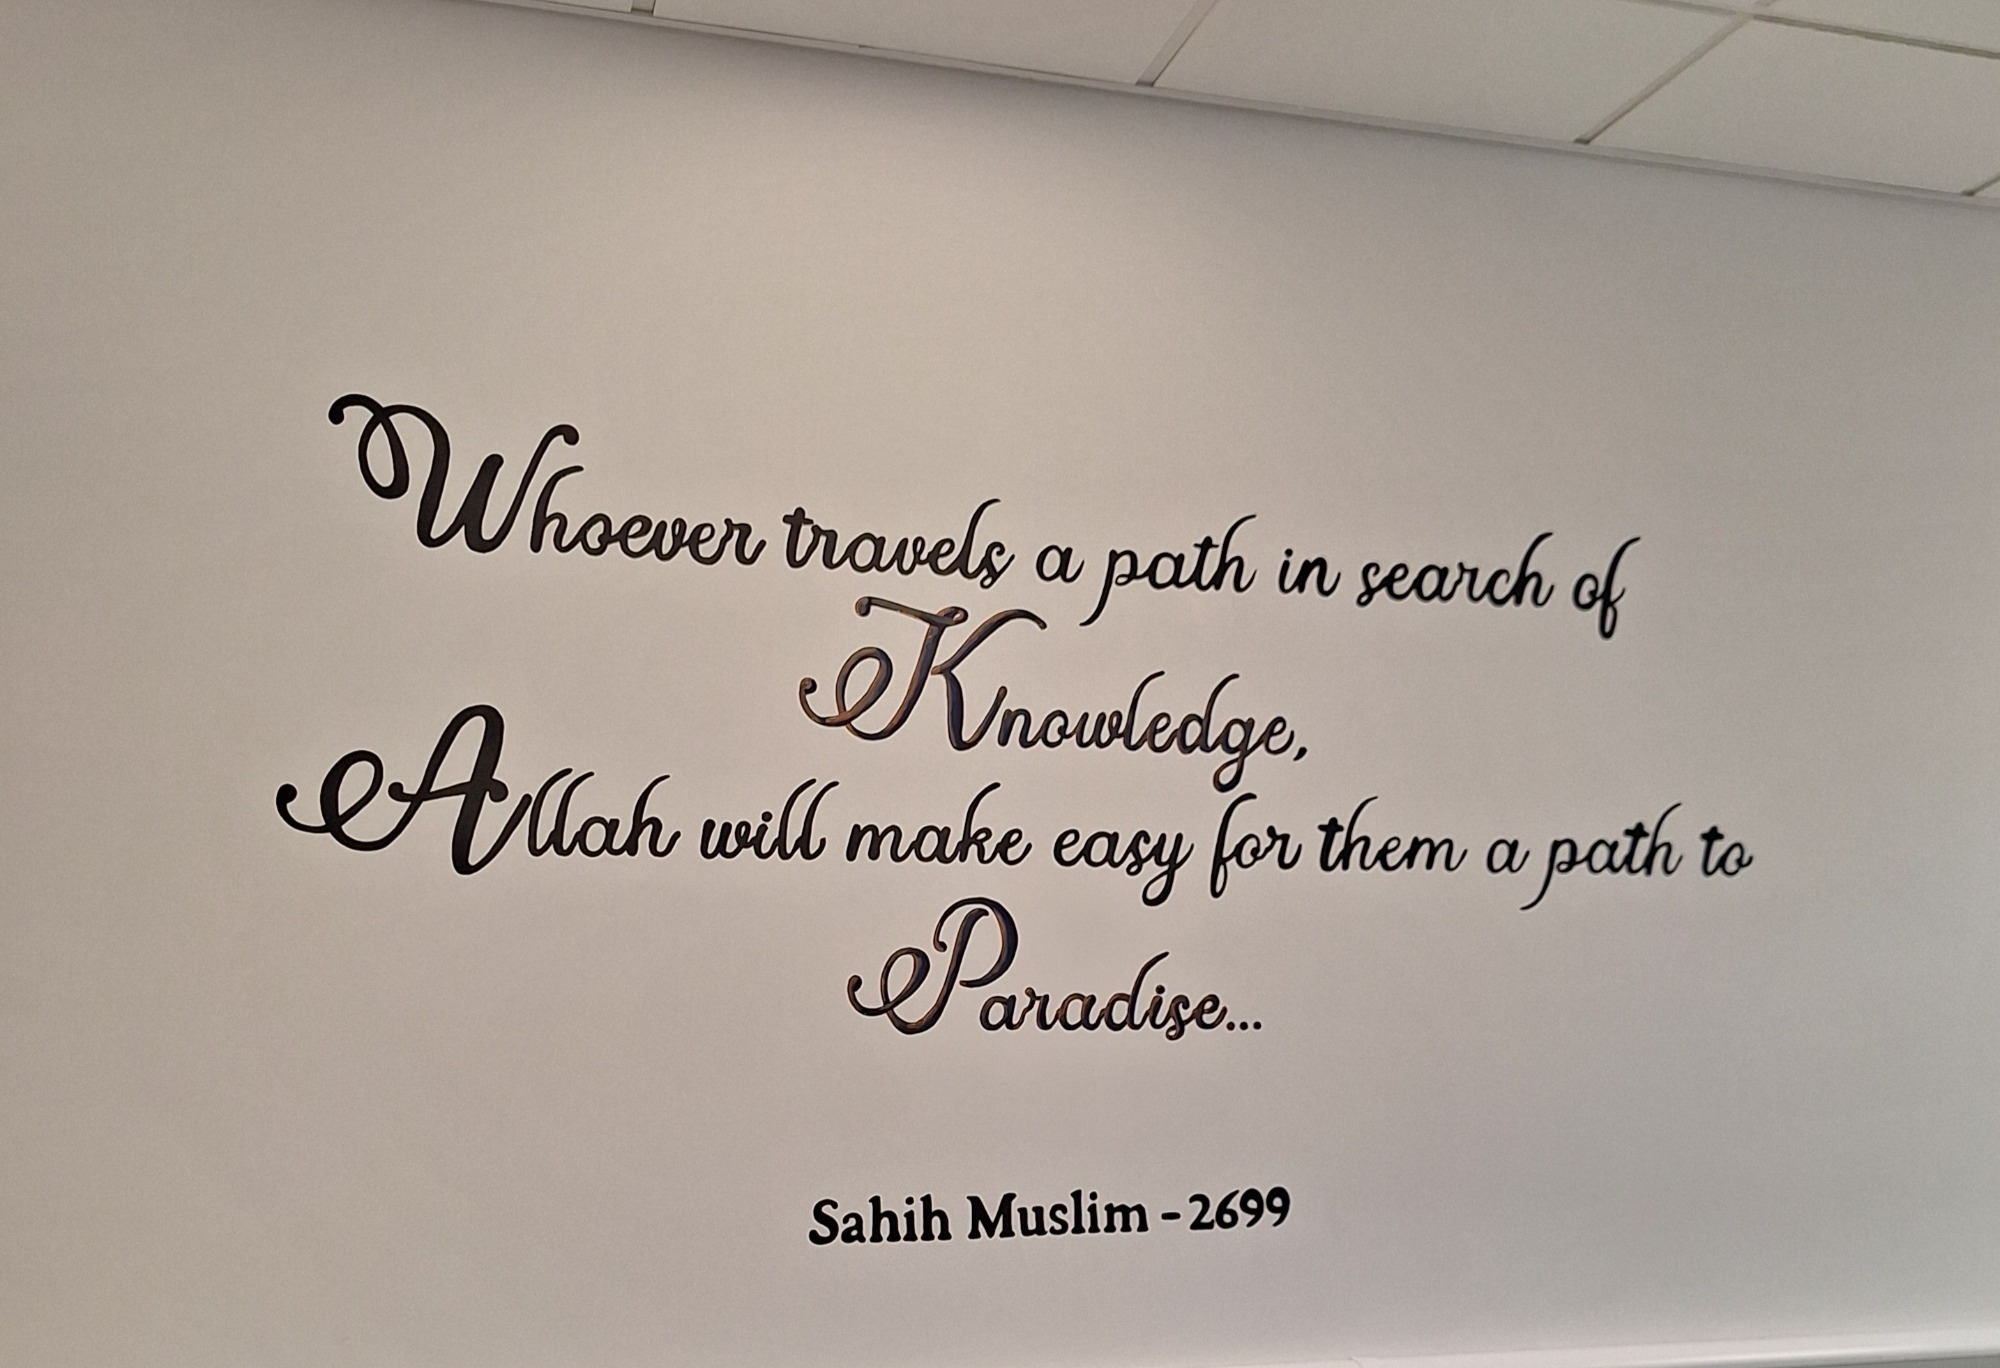 Whoever travels a path in search of
Knowledge,
Allah will make easy for them a path to
Paradise...
Sahih Muslim - 2699